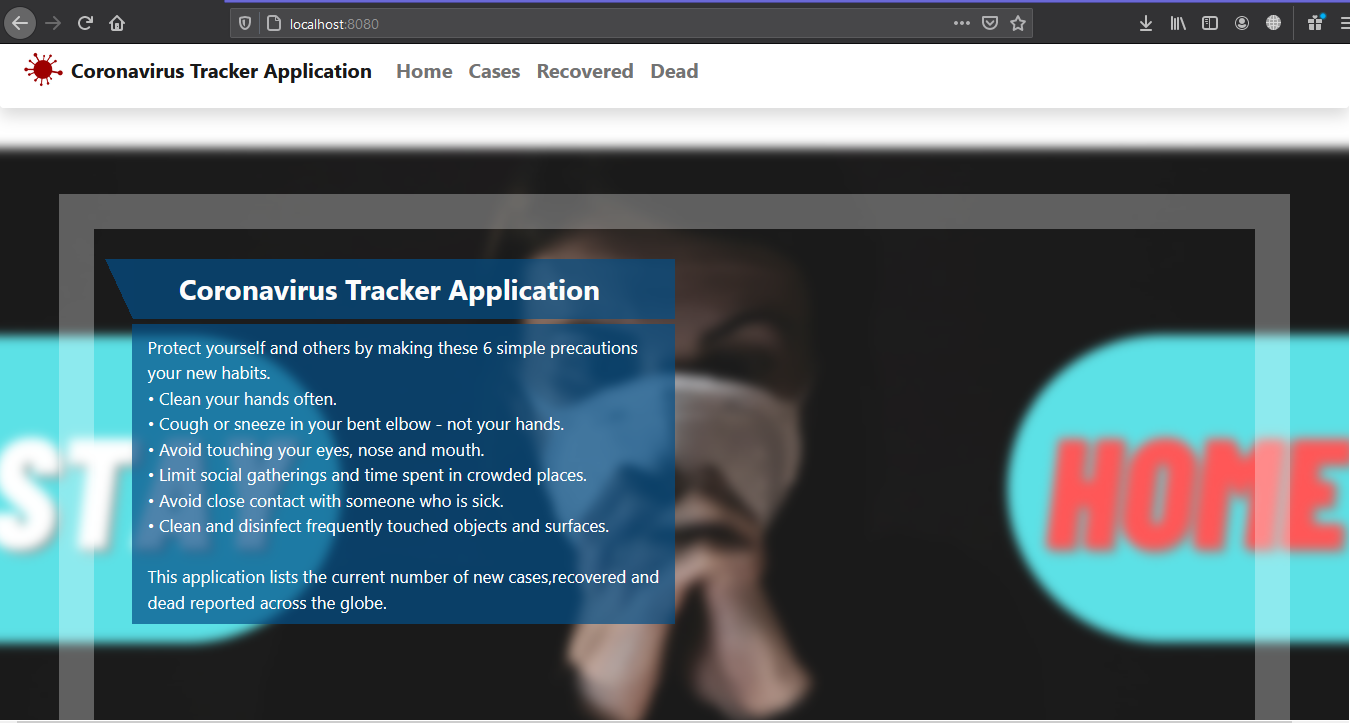 localhost:8080
Coronavirus Tracker Application Home Cases Recovered Dead
Coronavirus Tracker Application
Protect yourself and others by making these 6 simple precautions
your new habits.
• Clean your hands often.
• Cough or sneeze in your bent elbow - not your hands.
• Avoid touching your eyes, nose and mouth.
• Limit social gatherings and time spent in crowded places.
• Avoid close contact with someone who is sick.
• Clean and disinfect frequently touched objects and surfaces.
This application lists the current number of new cases,recovered and
dead reported across the globe.
STAY
HOME